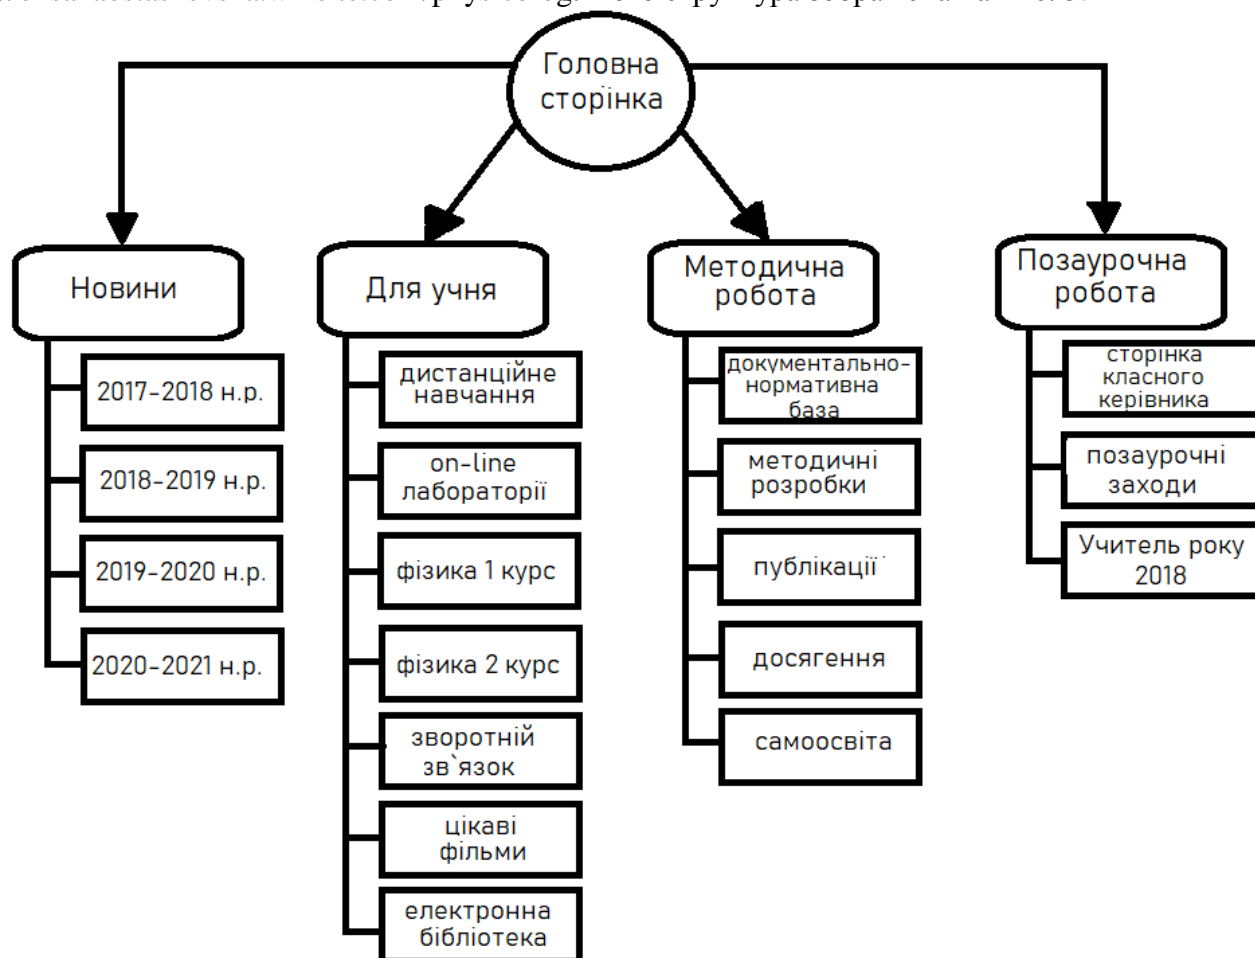 Головна
сторінка
Новини
2017-2018 н.р.
2018-2019 н.р.
2019-2020 н.р.
2020-2021 н.р.
Для учня
дистанційне
навчання
on-line
лабораторії
фізика 1 курс
фізика 2 курс
зворотній
зв`язок
цікаві
фільми
електронна
бібліотека
Методична
робота
документально-
нормативна
база
методичні
розробки
публікації
досягення
самоосвіта
Позаурочна
робота
сторінка
класного
керівника
позаурочні
заходи
Учитель року
2018